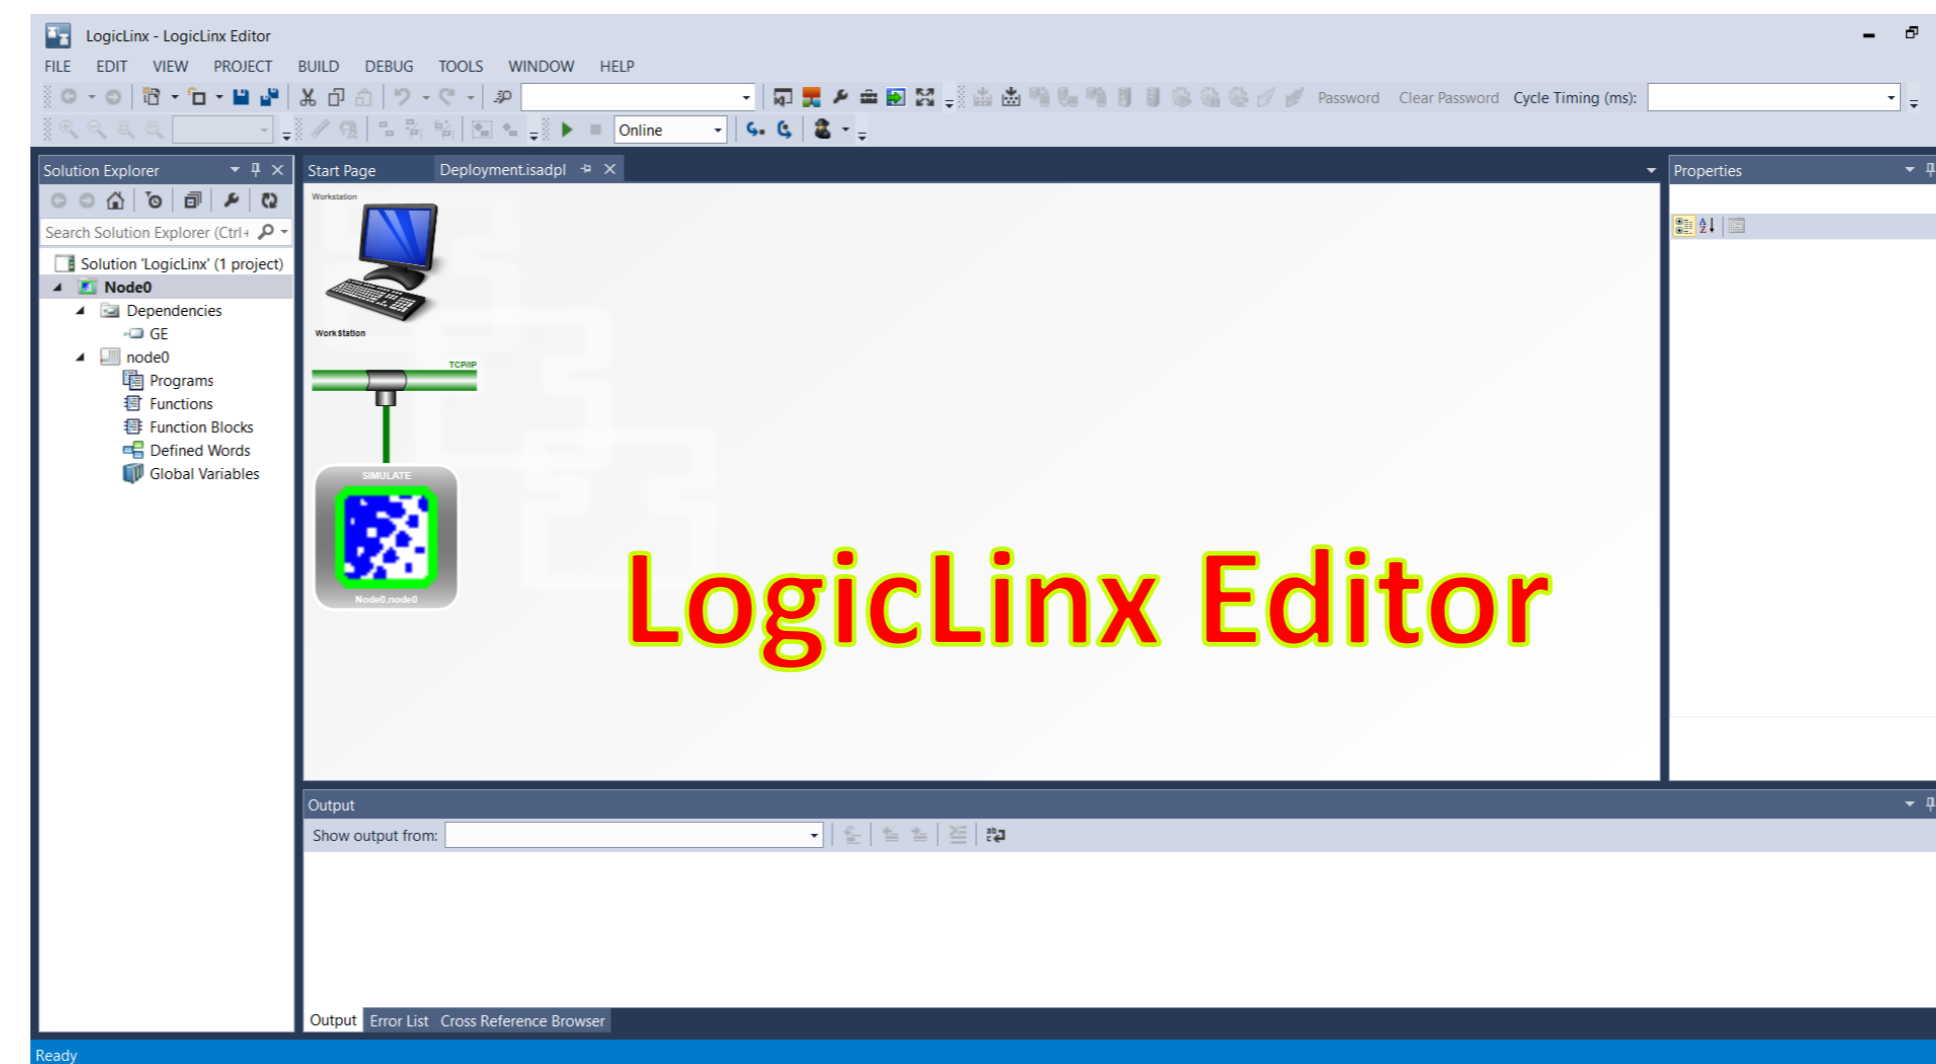 LogicLinx - LogicLinx Editor
FILE EDIT VIEW PROJECT BUILD DEBUG TOOLS WINDOW HELP
Password Clear Password Cycle Timing (ms):
Online
Solution Explorer
Search Solution Explorer (Ctrl+
Solution 'LogicLinx' (1 project)
Node0
Dependencies
GE
node0
Programs
Functions
Function Blocks
Defined Words
Global Variables
Start Page Deployment.isadpl
Workstation
Work Station
TCP/IP
SIMULATE
Node0.node0
LogicLinx Editor
Properties
Output
Show output from:
Output Error List Cross Reference Browser
Ready